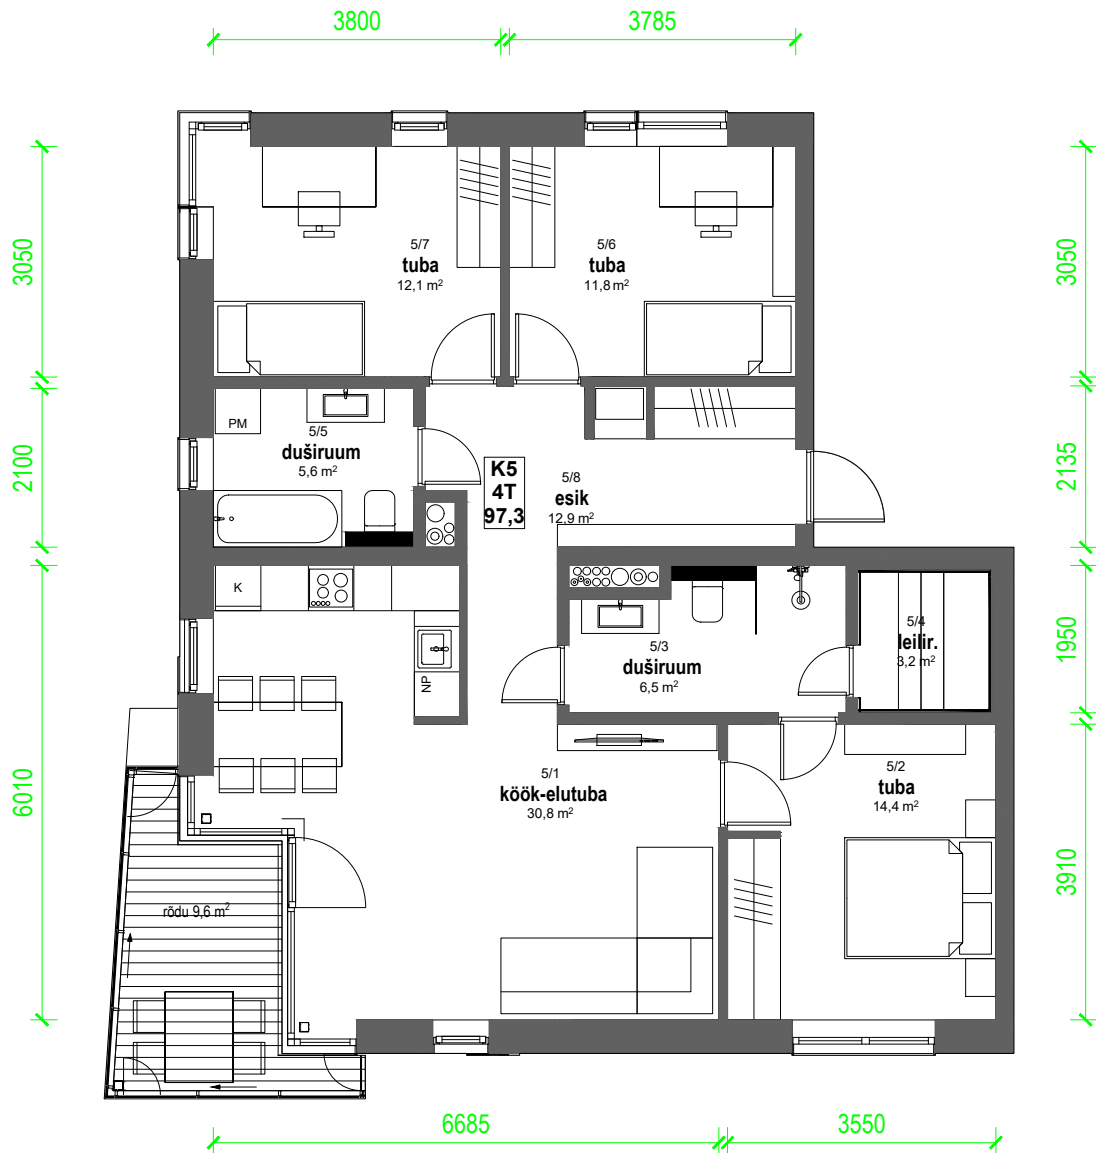 3800
3785
3050
3050
5/7
tuba
12,1 m²
5/6
tuba
11,8 m²
2100
2135
PM
5/5
duširuum
5,6 m²
K5
4T
97,3
5/8
esik
12,9 m²
K
NP
5/3
duširuum
6,5 m²
5/4
leilir.
3,2 m²
1950
6010
5/1
köök-elutuba
30,8 m²
5/2
tuba
14,4 m²
3910
rõdu 9,6 m²
6685
3550